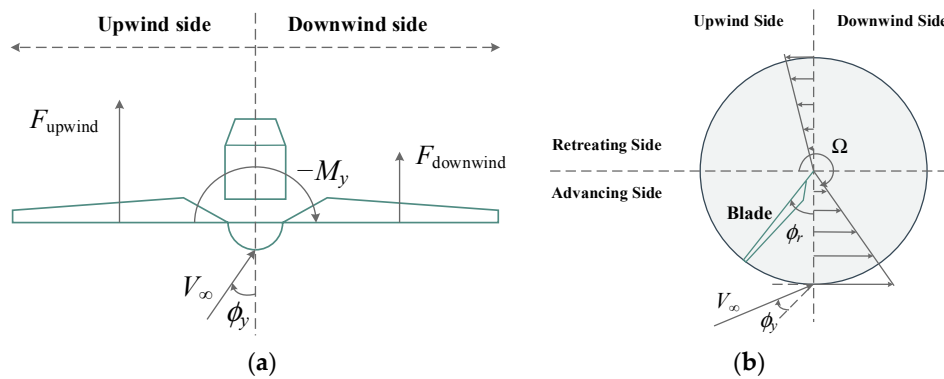 Upwind side
Downwind side
F_upwind
F_downwind
−M_y
V_∞
ϕ_y
(a)
Upwind Side
Downwind Side
Retreating Side
Ω
Advancing Side
Blade
ϕ_r
V_∞
ϕ_y
(b)